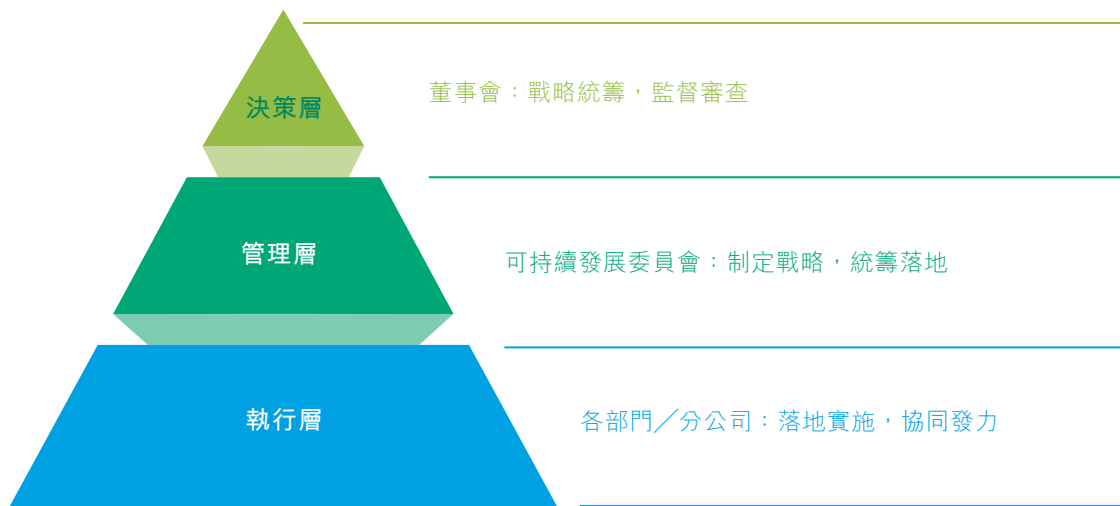 決策層
董事會：戰略統籌，監督審查
管理層
可持續發展委員會：制定戰略，統籌落地
執行層
各部門／分公司：落地實施，協同發力